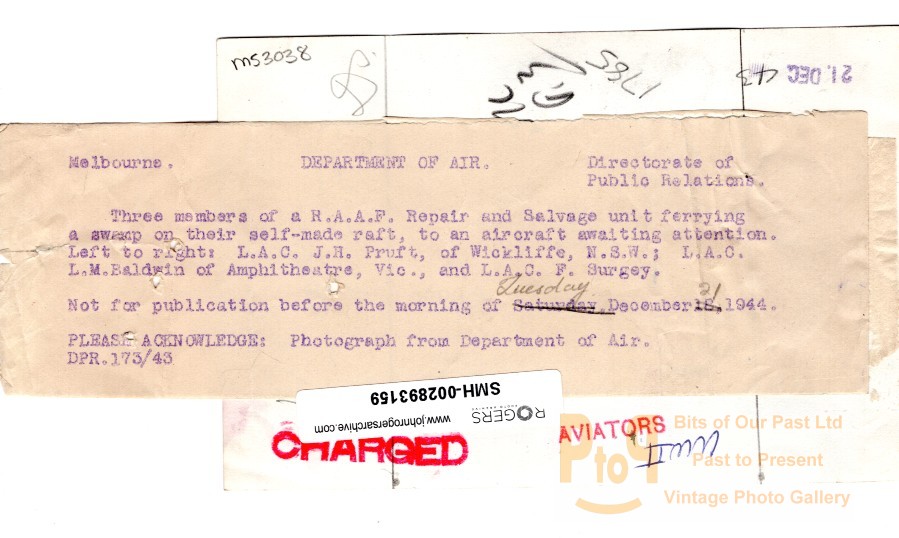 ms3038
1785
21. DEC 43
Melbourne. DEPARTMENT OF AIR. Directorate of
Public Relations.
Three members of a R.A.A.F. Repair and Salvage unit ferrying
a swamp on their self-made raft, to an aircraft awaiting attention.
Left to right: L.A.C. J.H. Pruft, of Wickliffe, N.S.W.; L.A.C.
L.M.Baldwin of Amphitheatre, Vic., and L.A.C. F. Surgey.
Tuesday 21
Not for publication before the morning of Saturday, December 18, 1944.
PLEASE ACKNOWLEDGE: Photograph from Department of Air.
DPR.173/43
SMH-002893159
ROGERS
www.johnrogersarchive.com
CHARGED
AVIATORS
WWII
PtoP
Bits of Our Past Ltd
Past to Present
Vintage Photo Gallery